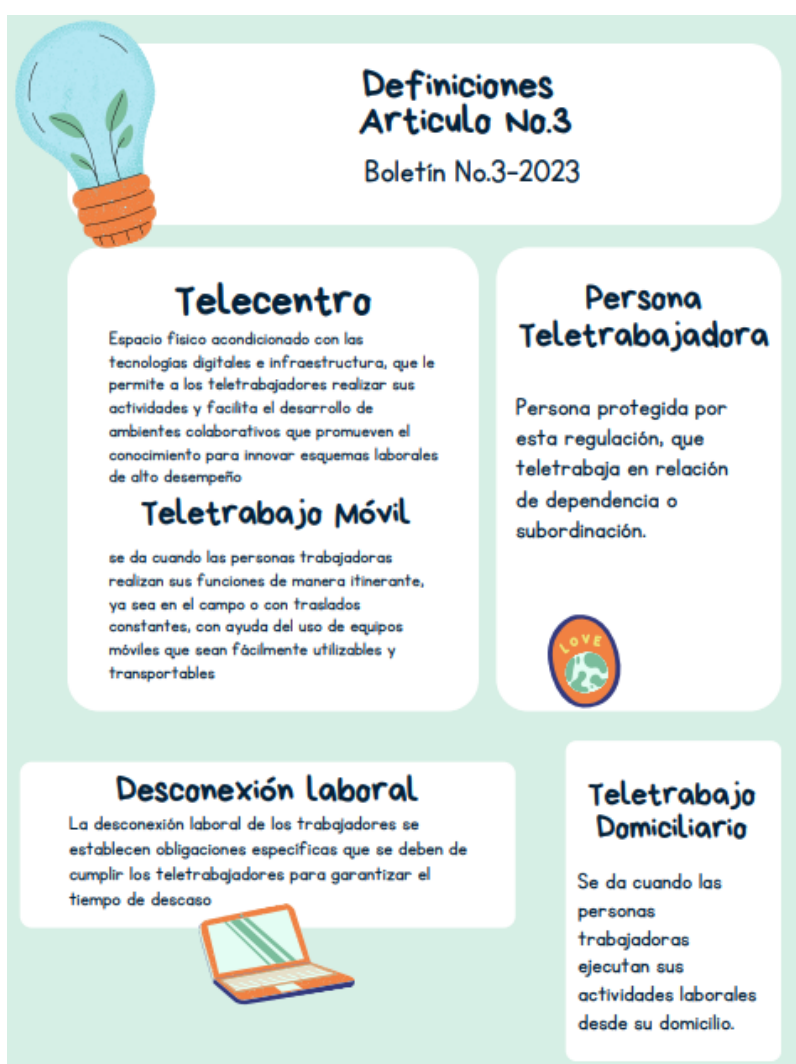 Definiciones
Articulo No.3
Boletín No.3-2023
Telecentro
Espacio físico acondicionado con las
tecnologías digitales e infraestructura, que le
permite a los teletrabajadores realizar sus
actividades y facilita el desarrollo de
ambientes colaborativos que promueven el
conocimiento para innovar esquemas laborales
de alto desempeño
Teletrabajo Móvil
se da cuando las personas trabajadoras
realizan sus funciones de manera itinerante,
ya sea en el campo o con traslados
constantes, con ayuda del uso de equipos
móviles que sean fácilmente utilizables y
transportables
Persona
Teletrabajadora
Persona protegida por
esta regulación, que
teletrabaja en relación
de dependencia o
subordinación.
LOVE
Desconexión laboral
La desconexión laboral de los trabajadores se
establecen obligaciones específicas que se deben de
cumplir los teletrabajadores para garantizar el
tiempo de descaso
Teletrabajo
Domiciliario
Se da cuando las
personas
trabajadoras
ejecutan sus
actividades laborales
desde su domicilio.